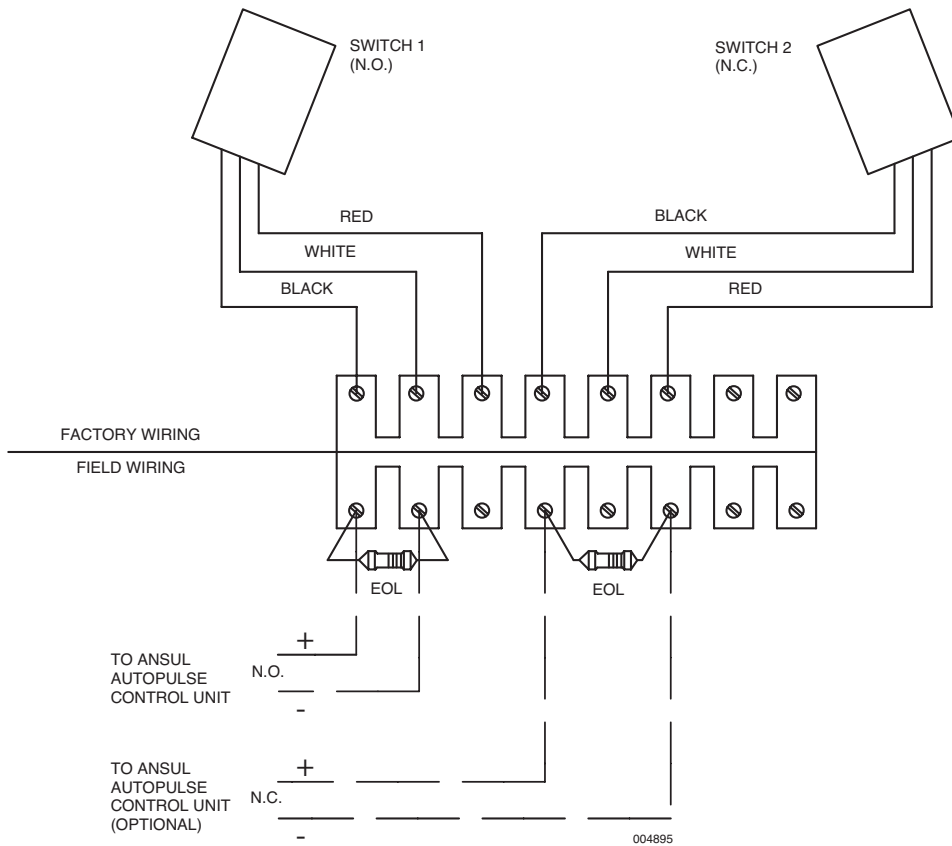 SWITCH 1
(N.O.)
SWITCH 2
(N.C.)
RED
BLACK
WHITE
WHITE
BLACK
RED
FACTORY WIRING
FIELD WIRING
EOL
EOL
+
TO ANSUL
AUTOPULSE
CONTROL UNIT
N.O.
-
+
TO ANSUL
AUTOPULSE
CONTROL UNIT
(OPTIONAL)
N.C.
-
004895